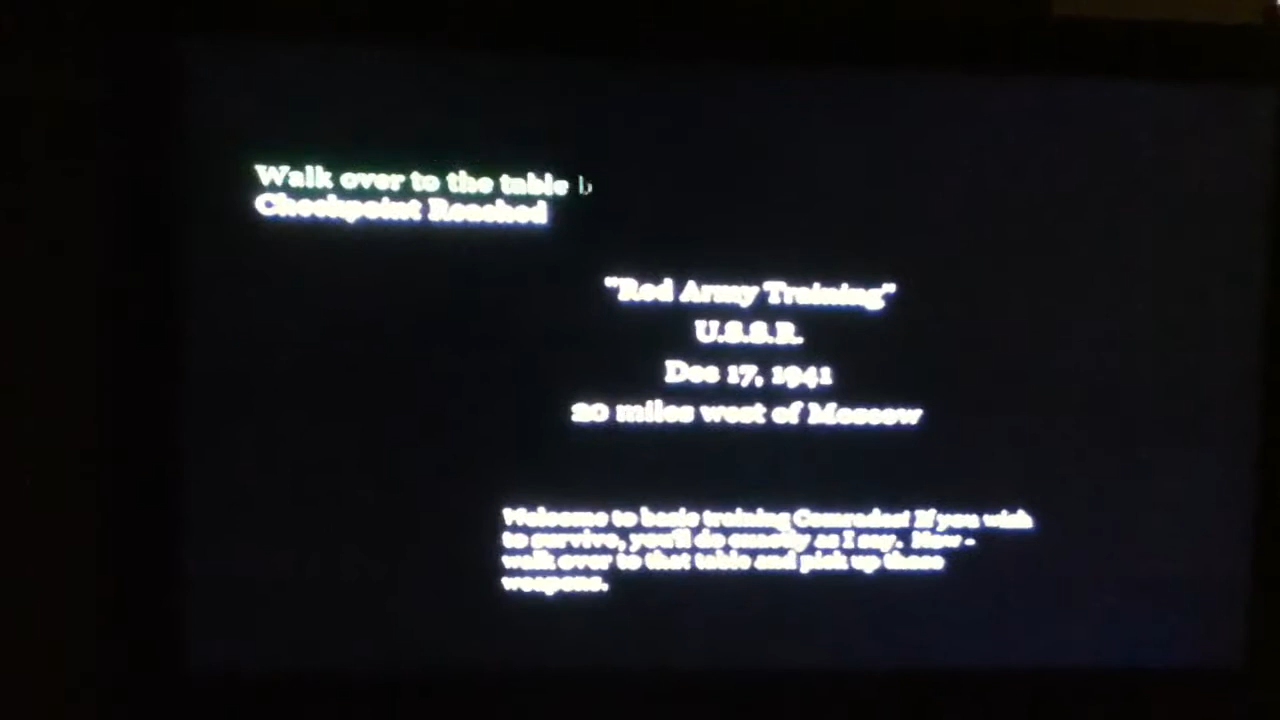 Walk over to the table b
Checkpoint Reached
"Red Army Training"
U.S.S.R.
Dec 17, 1941
20 miles west of Moscow
Welcome to basic training Comrades! If you wish
to survive, you'll do exactly as I say. Now -
walk over to that table and pick up those
weapons.